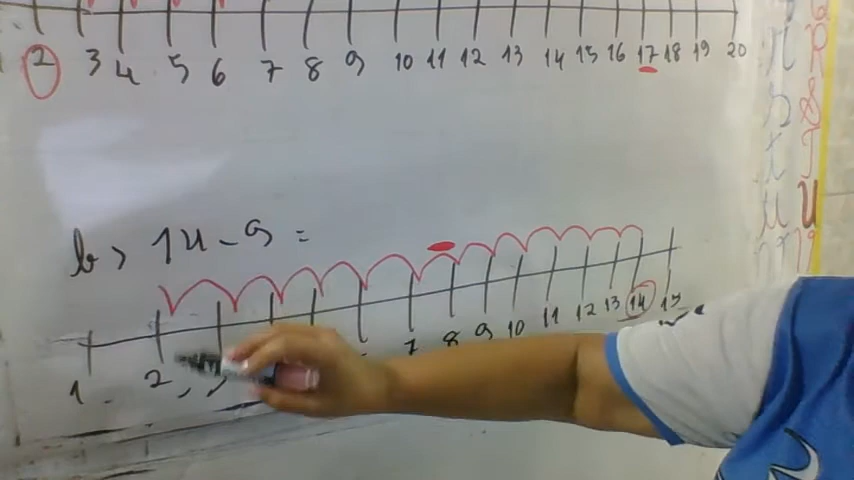 2 3 4 5 6 7 8 9 10 11 12 13 14 15 16 17 18 19 20
b> 14 - 9 =
1 2 7 8 9 10 11 12 13 14 15